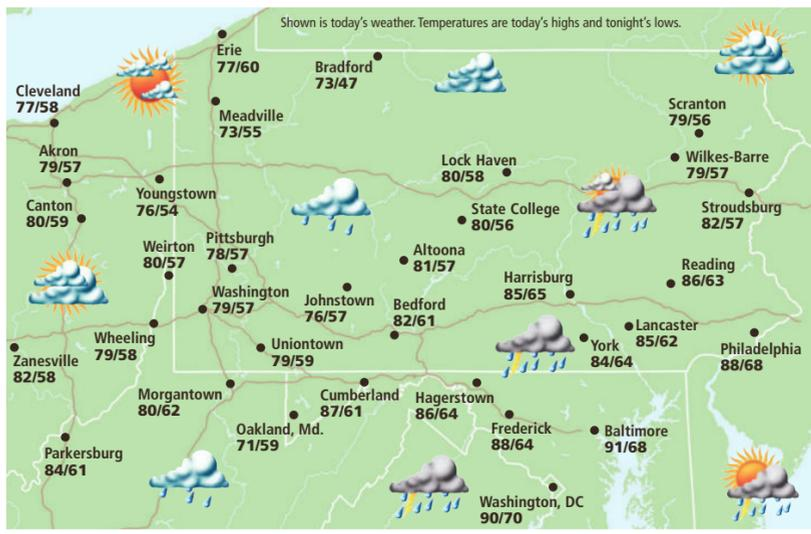 Shown is today's weather. Temperatures are today's highs and tonight's lows.
Erie
77/60
Bradford
73/47
Cleveland
77/58
Meadville
73/55
Scranton
79/56
Akron
79/57
Lock Haven
80/58
Wilkes-Barre
79/57
Youngstown
76/54
Canton
80/59
State College
80/56
Stroudsburg
82/57
Weirton
80/57
Pittsburgh
78/57
Altoona
81/57
Harrisburg
85/65
Reading
86/63
Washington
79/57
Johnstown
76/57
Bedford
82/61
Lancaster
85/62
Wheeling
79/58
Uniontown
79/59
York
84/64
Philadelphia
88/68
Zanesville
82/58
Morgantown
80/62
Cumberland
87/61
Hagerstown
86/64
Oakland, Md.
71/59
Frederick
88/64
Baltimore
91/68
Parkersburg
84/61
Washington, DC
90/70